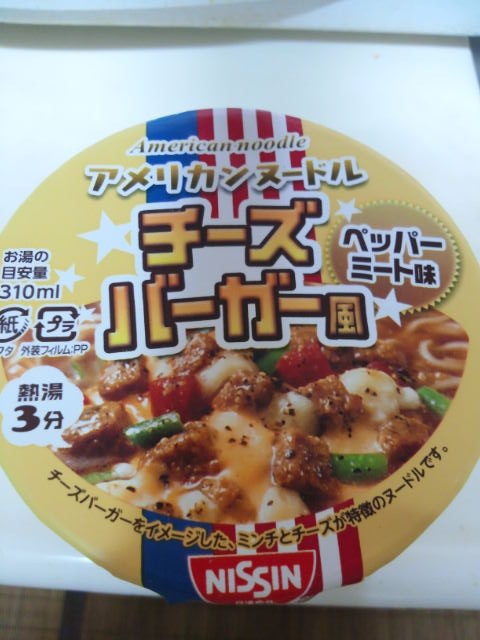 American noodle
アメリカンヌードル
チーズ
バーガー風
ペッパー
ミート味
お湯の
目安量
310ml
紙 プラ
フタ 外装フィルム:PP
熱湯
3分
チーズバーガーをイメージした、ミンチとチーズが特徴のヌードルです。
NISSIN